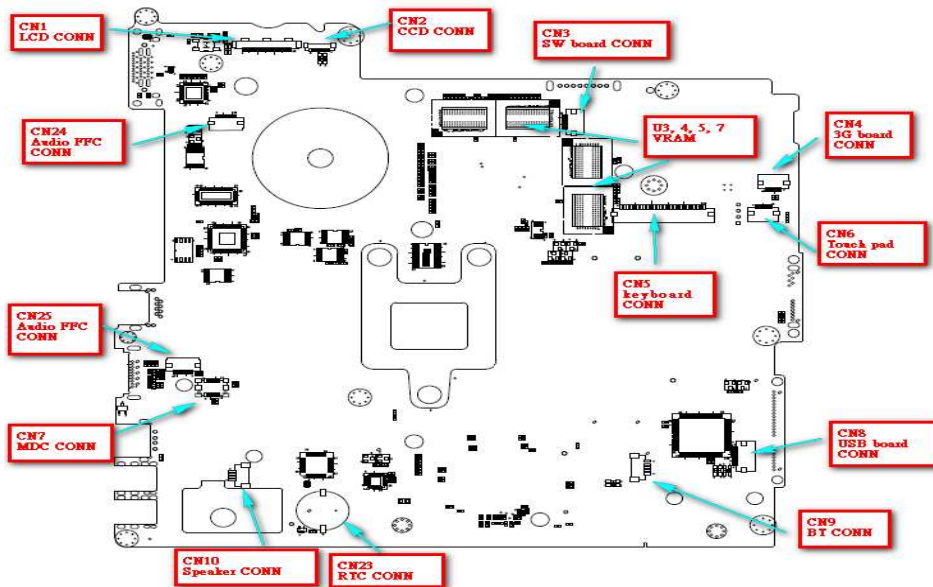 CN1
LCD CONN
CN2
CCD CONN
CN3
SW board CONN
CN24
Audio FFC
CONN
U3, 4, 5, 7
VRAM
CN4
3G board
CONN
CN6
Touch pad
CONN
CN5
keyboard
CONN
CN25
Audio FFC
CONN
CN7
MDC CONN
CN8
USB board
CONN
CN9
BT CONN
CN10
Speaker CONN
CN23
RTC CONN